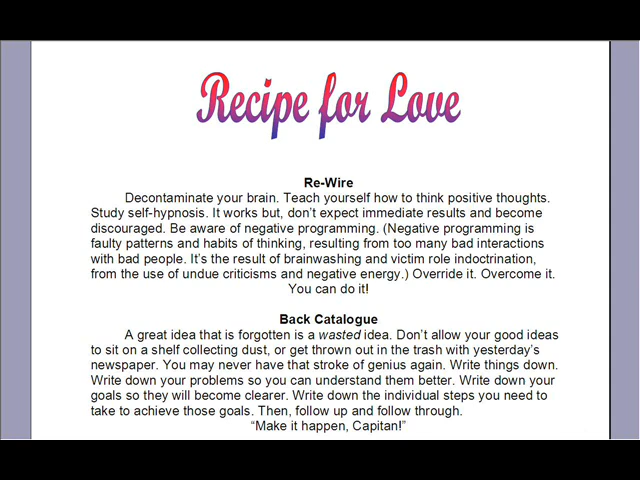 Recipe for Love
Re-Wire
Decontaminate your brain. Teach yourself how to think positive thoughts.
Study self-hypnosis. It works but, don't expect immediate results and become
discouraged. Be aware of negative programming. (Negative programming is
faulty patterns and habits of thinking, resulting from too many bad interactions
with bad people. It's the result of brainwashing and victim role indoctrination,
from the use of undue criticisms and negative energy.) Override it. Overcome it.
You can do it!
Back Catalogue
A great idea that is forgotten is a wasted idea. Don't allow your good ideas
to sit on a shelf collecting dust, or get thrown out in the trash with yesterday's
newspaper. You may never have that stroke of genius again. Write things down.
Write down your problems so you can understand them better. Write down your
goals so they will become clearer. Write down the individual steps you need to
take to achieve those goals. Then, follow up and follow through.
“Make it happen, Capitan!”